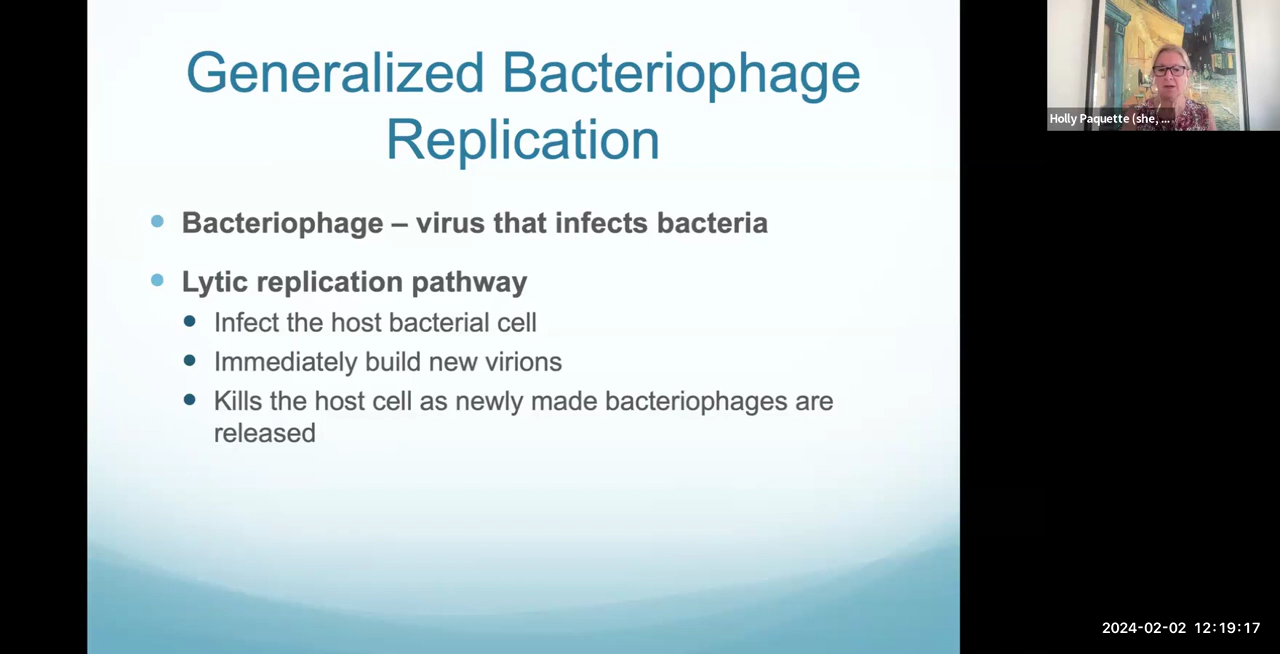 Generalized Bacteriophage
Replication
Bacteriophage – virus that infects bacteria
Lytic replication pathway
Infect the host bacterial cell
Immediately build new virions
Kills the host cell as newly made bacteriophages are
released
Holly Paquette (she, ...
2024-02-02 12:19:17